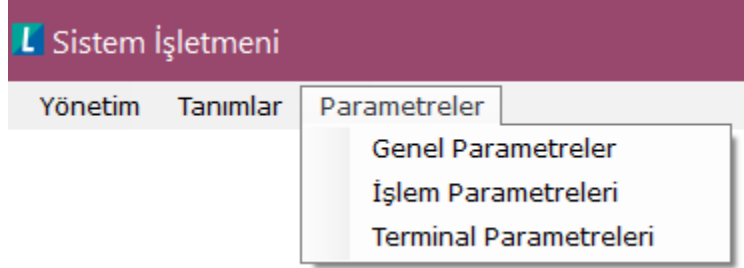 L Sistem İşletmeni
Yönetim Tanımlar Parametreler
Genel Parametreler
İşlem Parametreleri
Terminal Parametreleri